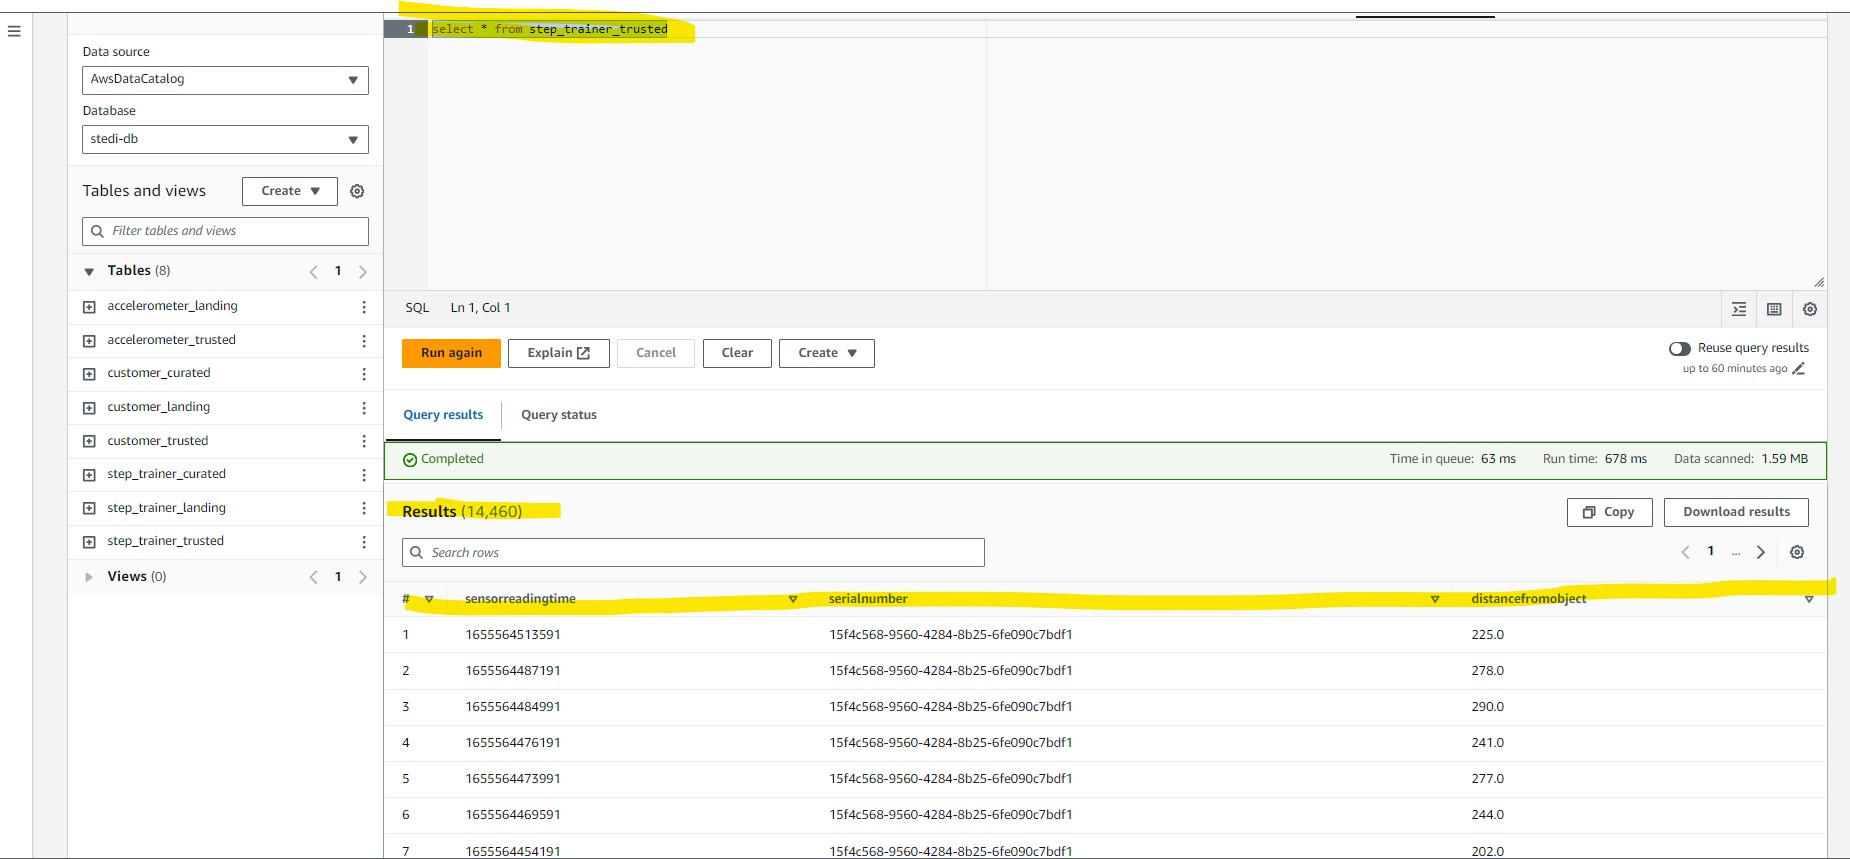 1 select * from step_trainer_trusted
Data source
AwsDataCatalog
Database
stedi-db
Tables and views
Create
Filter tables and views
Tables (8) 1
accelerometer_landing
accelerometer_trusted
customer_curated
customer_landing
customer_trusted
step_trainer_curated
step_trainer_landing
step_trainer_trusted
Views (0) 1
SQL Ln 1, Col 1
Run again Explain Cancel Clear Create
Reuse query results
up to 60 minutes ago
Query results Query status
Completed Time in queue: 63 ms Run time: 678 ms Data scanned: 1.59 MB
Results (14,460) Copy Download results
Search rows 1 ...
# sensorreadingtime serialnumber distancefromobject
1 1655564513591 15f4c568-9560-4284-8b25-6fe090c7bdf1 225.0
2 1655564487191 15f4c568-9560-4284-8b25-6fe090c7bdf1 278.0
3 1655564484991 15f4c568-9560-4284-8b25-6fe090c7bdf1 290.0
4 1655564476191 15f4c568-9560-4284-8b25-6fe090c7bdf1 241.0
5 1655564473991 15f4c568-9560-4284-8b25-6fe090c7bdf1 277.0
6 1655564469591 15f4c568-9560-4284-8b25-6fe090c7bdf1 244.0
7 1655564454191 15f4c568-9560-4284-8b25-6fe090c7bdf1 202.0